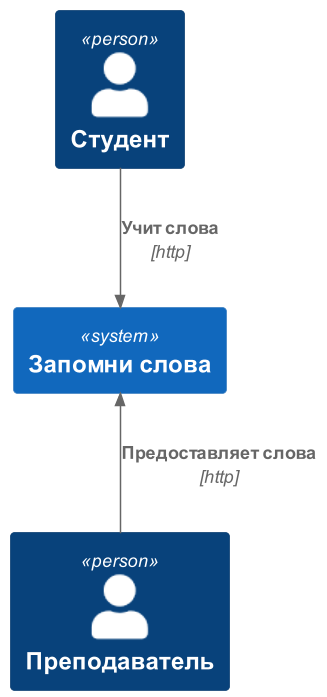 «person»
Студент
Учит слова
[http]
«system»
Запомни слова
Предоставляет слова
[http]
«person»
Преподаватель